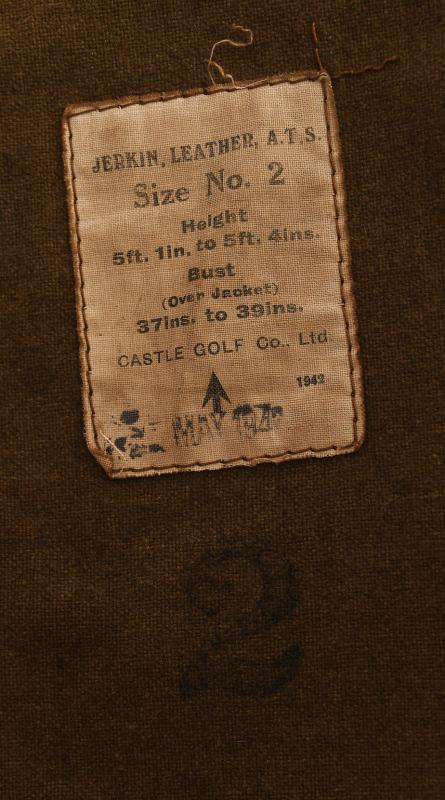 JERKIN, LEATHER, A.T.S.
Size No. 2
Height
5ft. 1in. to 5ft. 4ins.
Bust
(Over Jacket)
37ins. to 39ins.
CASTLE GOLF Co., Ltd.
1942
MAY
2